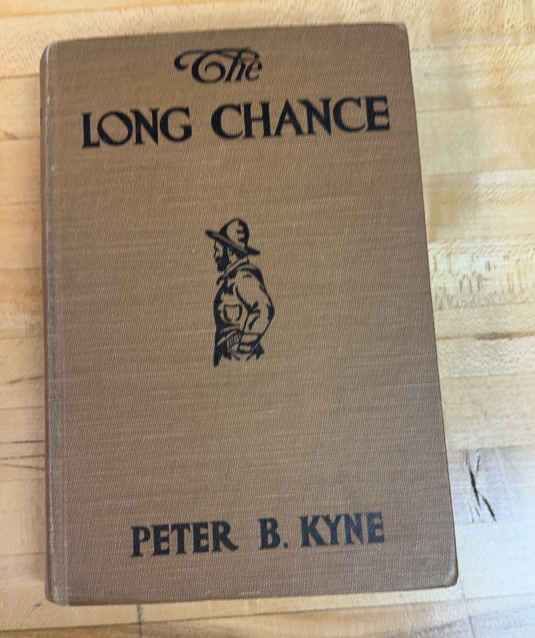 The
LONG CHANCE
PETER B. KYNE